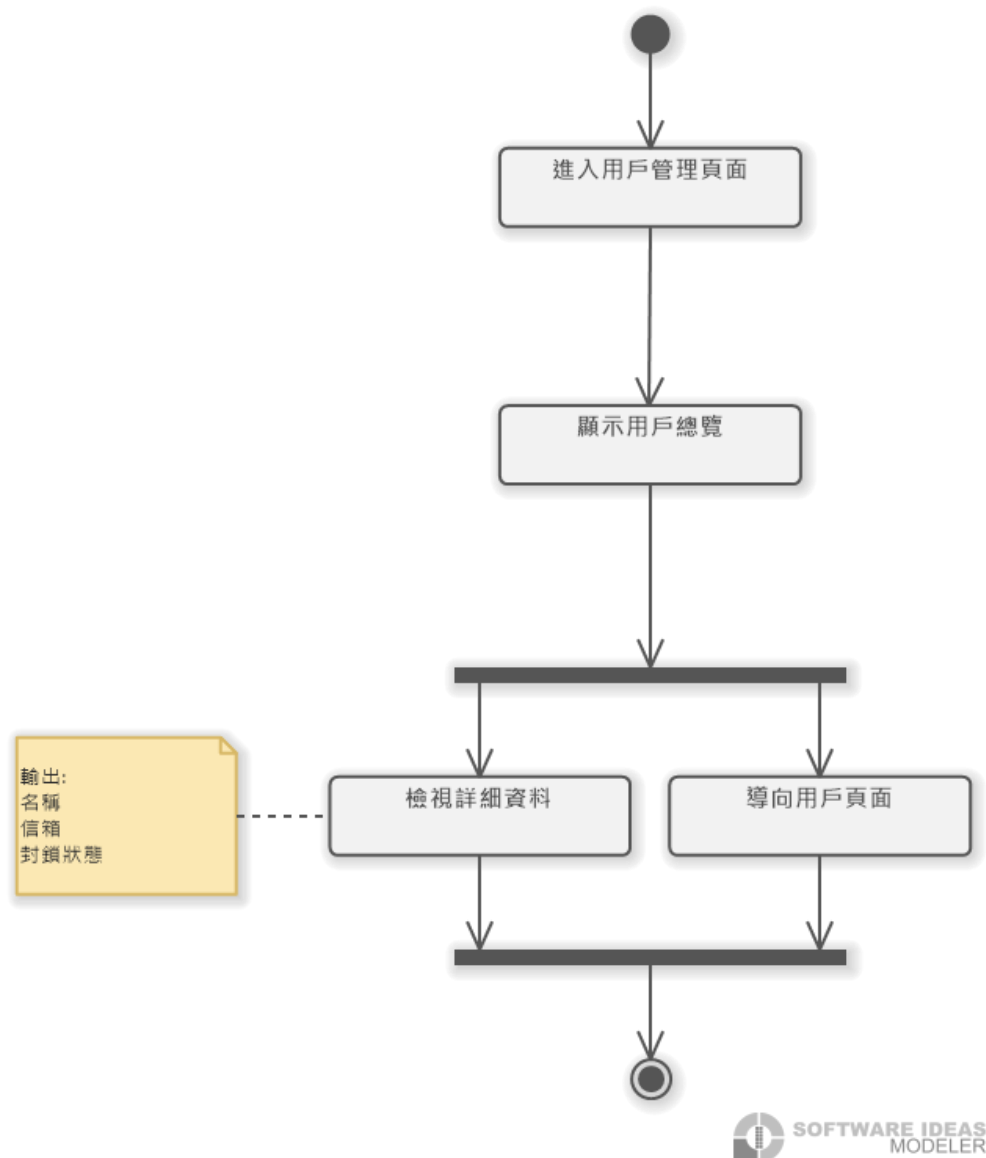 進入用戶管理頁面
顯示用戶總覽
輸出:
名稱
信箱
封鎖狀態
檢視詳細資料
導向用戶頁面
SOFTWARE IDEAS
MODELER